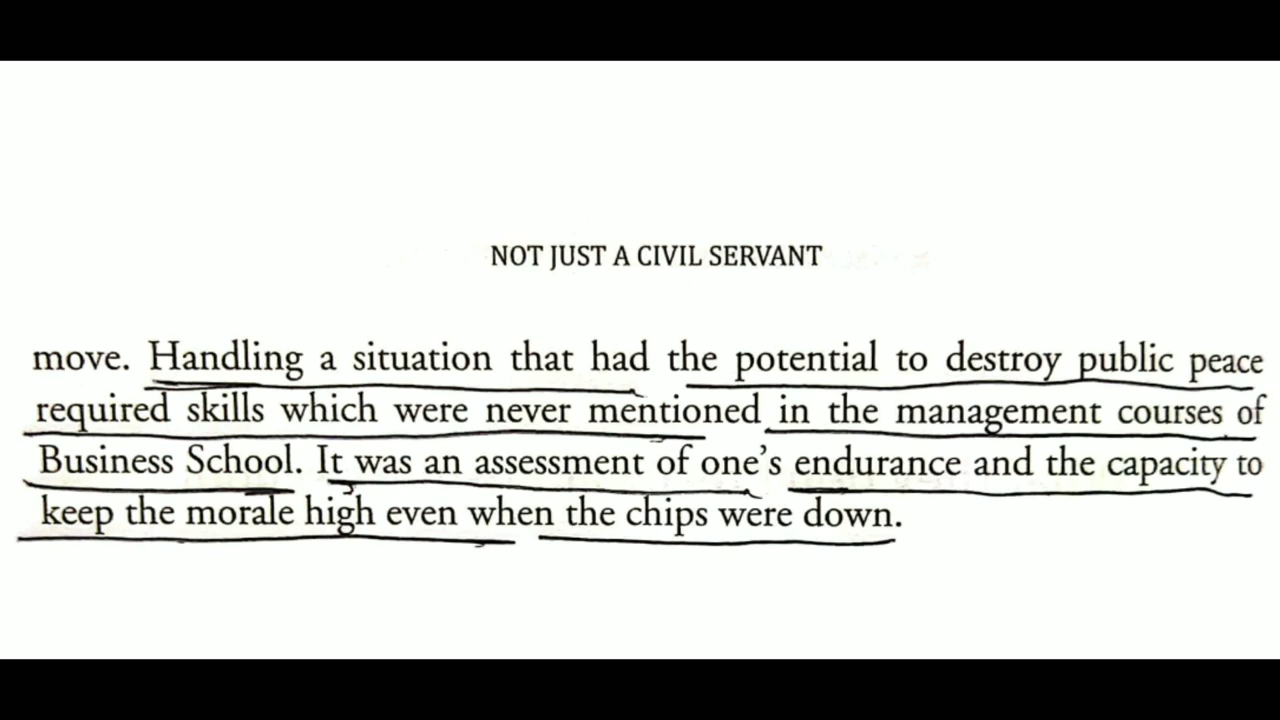 NOT JUST A CIVIL SERVANT
move. Handling a situation that had the potential to destroy public peace
required skills which were never mentioned in the management courses of
Business School. It was an assessment of one's endurance and the capacity to
keep the morale high even when the chips were down.